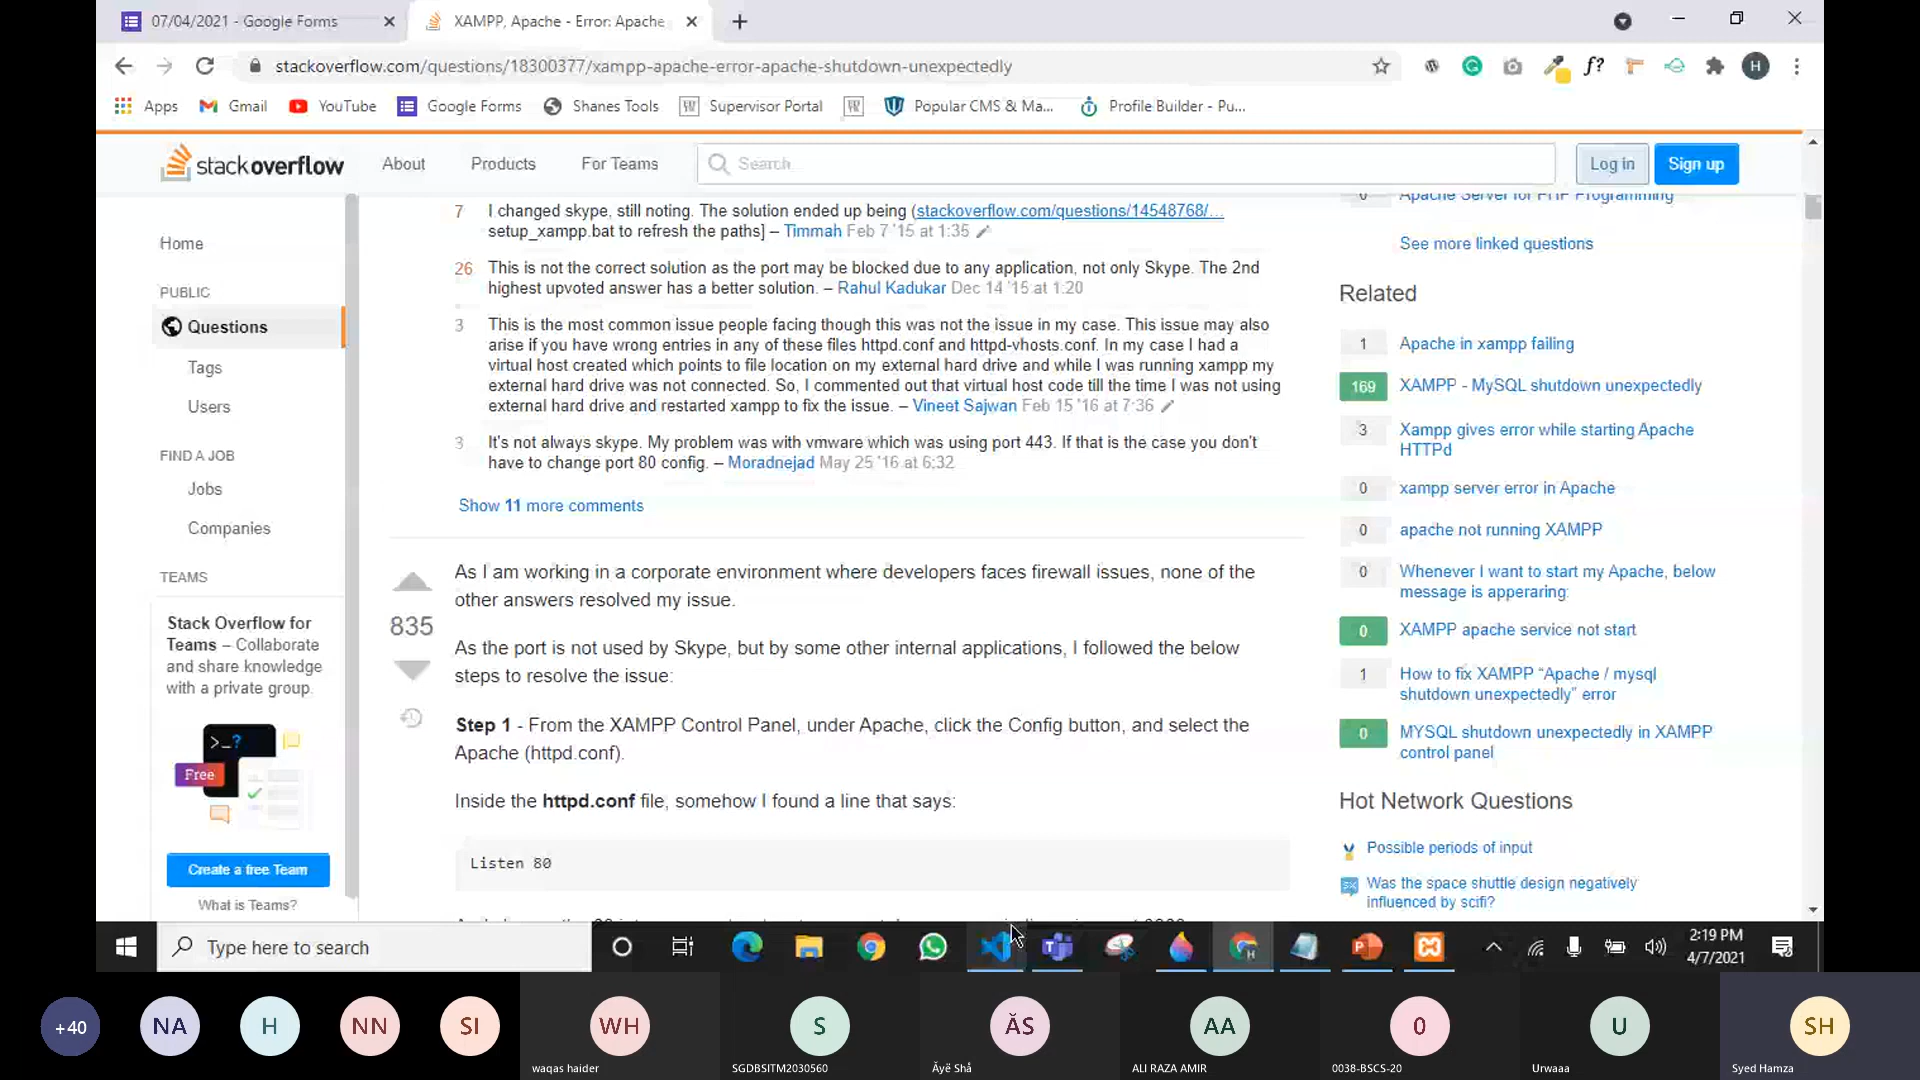 07/04/2021 - Google Forms
XAMPP, Apache - Error: Apache
stackoverflow.com/questions/18300377/xampp-apache-error-apache-shutdown-unexpectedly
f?
H
Apps
Gmail
YouTube
Google Forms
Shanes Tools
Supervisor Portal
Popular CMS & Ma...
Profile Builder - Pu...
stackoverflow
About
Products
For Teams
Search...
Log in
Sign up
Home
PUBLIC
Questions
Tags
Users
FIND A JOB
Jobs
Companies
TEAMS
Stack Overflow for
Teams – Collaborate
and share knowledge
with a private group.
>_?
Free
Create a free Team
What is Teams?
7 I changed skype, still noting. The solution ended up being (stackoverflow.com/questions/14548768/…
setup_xampp.bat to refresh the paths] – Timmah Feb 7 '15 at 1:35
26 This is not the correct solution as the port may be blocked due to any application, not only Skype. The 2nd
highest upvoted answer has a better solution. – Rahul Kadukar Dec 14 '15 at 1:20
3 This is the most common issue people facing though this was not the issue in my case. This issue may also
arise if you have wrong entries in any of these files httpd.conf and httpd-vhosts.conf. In my case I had a
virtual host created which points to file location on my external hard drive and while I was running xampp my
external hard drive was not connected. So, I commented out that virtual host code till the time I was not using
external hard drive and restarted xampp to fix the issue. – Vineet Sajwan Feb 15 '16 at 7:36
3 It's not always skype. My problem was with vmware which was using port 443. If that is the case you don't
have to change port 80 config. – Moradnejad May 25 '16 at 6:32
Show 11 more comments
835
As I am working in a corporate environment where developers faces firewall issues, none of the
other answers resolved my issue.
As the port is not used by Skype, but by some other internal applications, I followed the below
steps to resolve the issue:
Step 1 - From the XAMPP Control Panel, under Apache, click the Config button, and select the
Apache (httpd.conf).
Inside the httpd.conf file, somehow I found a line that says:
Listen 80
0 Apache Server for PHP Programming
See more linked questions
Related
1 Apache in xampp failing
169 XAMPP - MySQL shutdown unexpectedly
3 Xampp gives error while starting Apache
HTTPd
0 xampp server error in Apache
0 apache not running XAMPP
0 Whenever I want to start my Apache, below
message is apperaring:
0 XAMPP apache service not start
1 How to fix XAMPP “Apache / mysql
shutdown unexpectedly” error
0 MYSQL shutdown unexpectedly in XAMPP
control panel
Hot Network Questions
Possible periods of input
Was the space shuttle design negatively
influenced by scifi?
Type here to search
2:19 PM
4/7/2021
+40
NA
H
NN
SI
WH
waqas haider
S
SGDBSITM2030560
ĂS
Ăyë Shå
AA
ALI RAZA AMIR
0
0038-BSCS-20
U
Urwaaa
SH
Syed Hamza